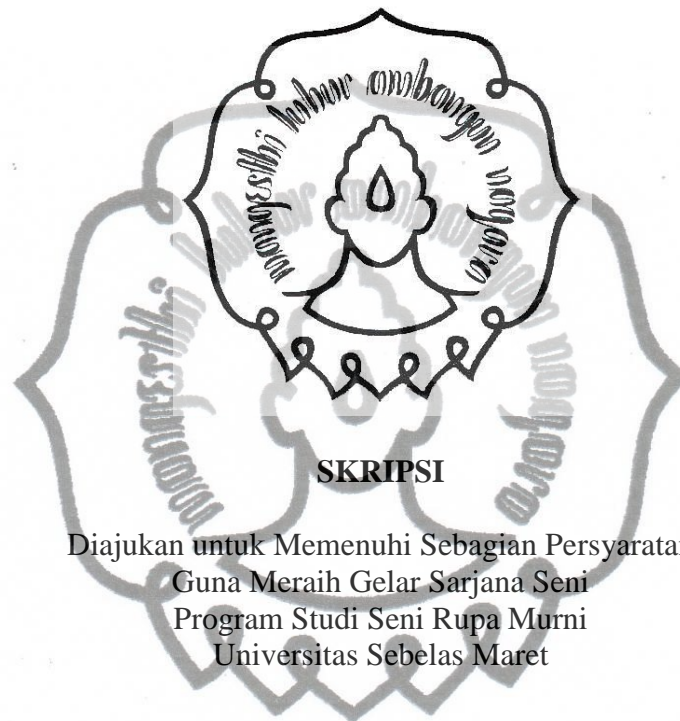 mangesthi luhur ambangun nagara
SKRIPSI
Diajukan untuk Memenuhi Sebagian Persyaratan
Guna Meraih Gelar Sarjana Seni
Program Studi Seni Rupa Murni
Universitas Sebelas Maret